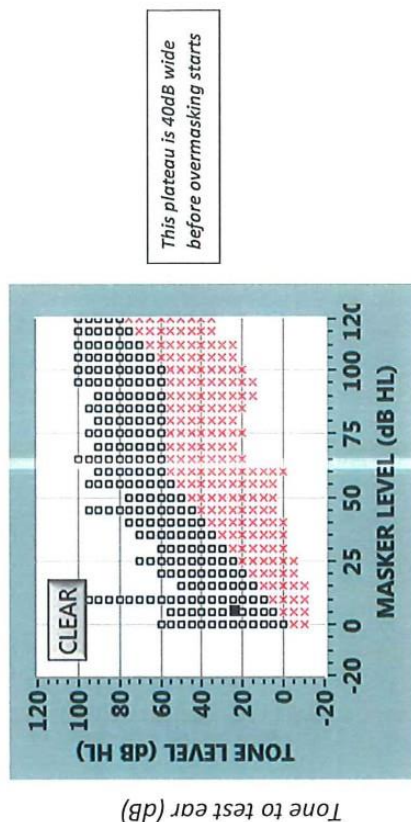 This plateau is 40dB wide
before overmasking starts
CLEAR
120
100
80
60
40
20
0
-20
TONE LEVEL (dB HL)
-20
0
25
50
75
100
120
MASKER LEVEL (dB HL)
Tone to test ear (dB)